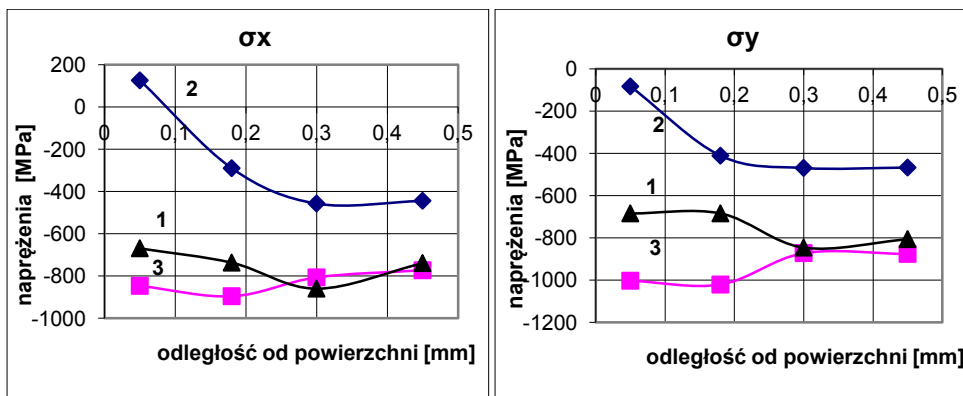 σx
200
0
-200
-400
-600
-800
-1000
0 0,1 0,2 0,3 0,4 0,5
2
1
3
naprężenia [MPa]
odległość od powierzchni [mm]
σy
0
-200
-400
-600
-800
-1000
-1200
0 0,1 0,2 0,3 0,4 0,5
2
1
3
naprężenia [MPa]
odległość od powierzchni [mm]